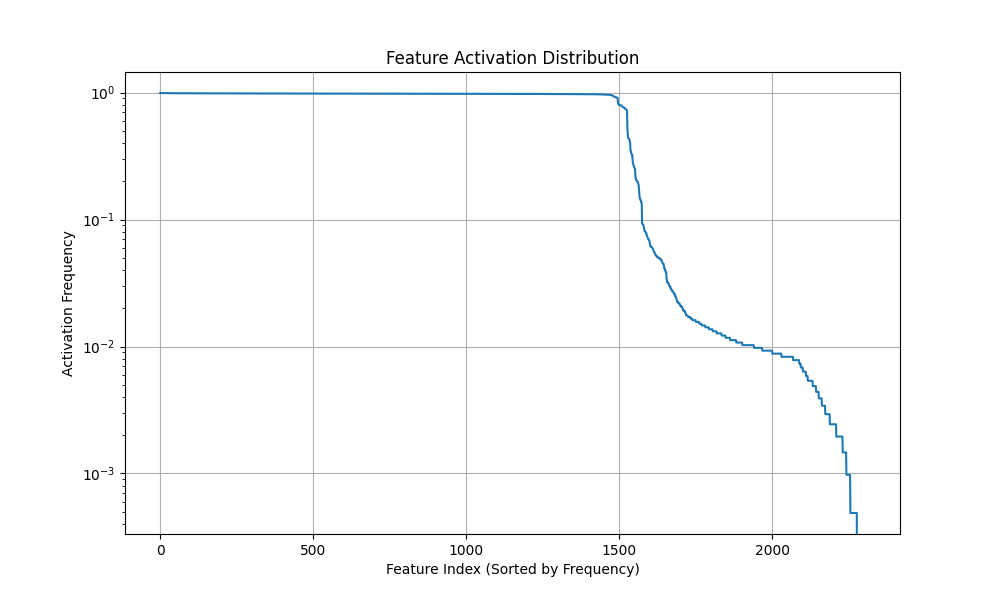 Feature Activation Distribution
Activation Frequency
10⁰
10⁻¹
10⁻²
10⁻³
0 500 1000 1500 2000
Feature Index (Sorted by Frequency)